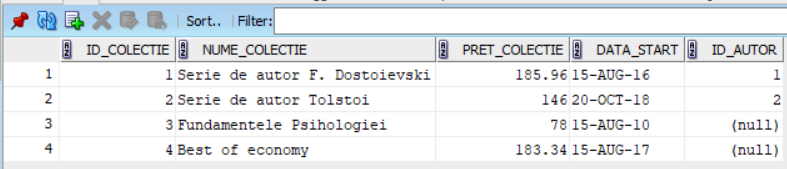 Sort.. Filter:
ID_COLECTIE NUME_COLECTIE PRET_COLECTIE DATA_START ID_AUTOR
1 1 Serie de autor F. Dostoievski 185.96 15-AUG-16 1
2 2 Serie de autor Tolstoi 146 20-OCT-18 2
3 3 Fundamentele Psihologiei 78 15-AUG-10 (null)
4 4 Best of economy 183.34 15-AUG-17 (null)